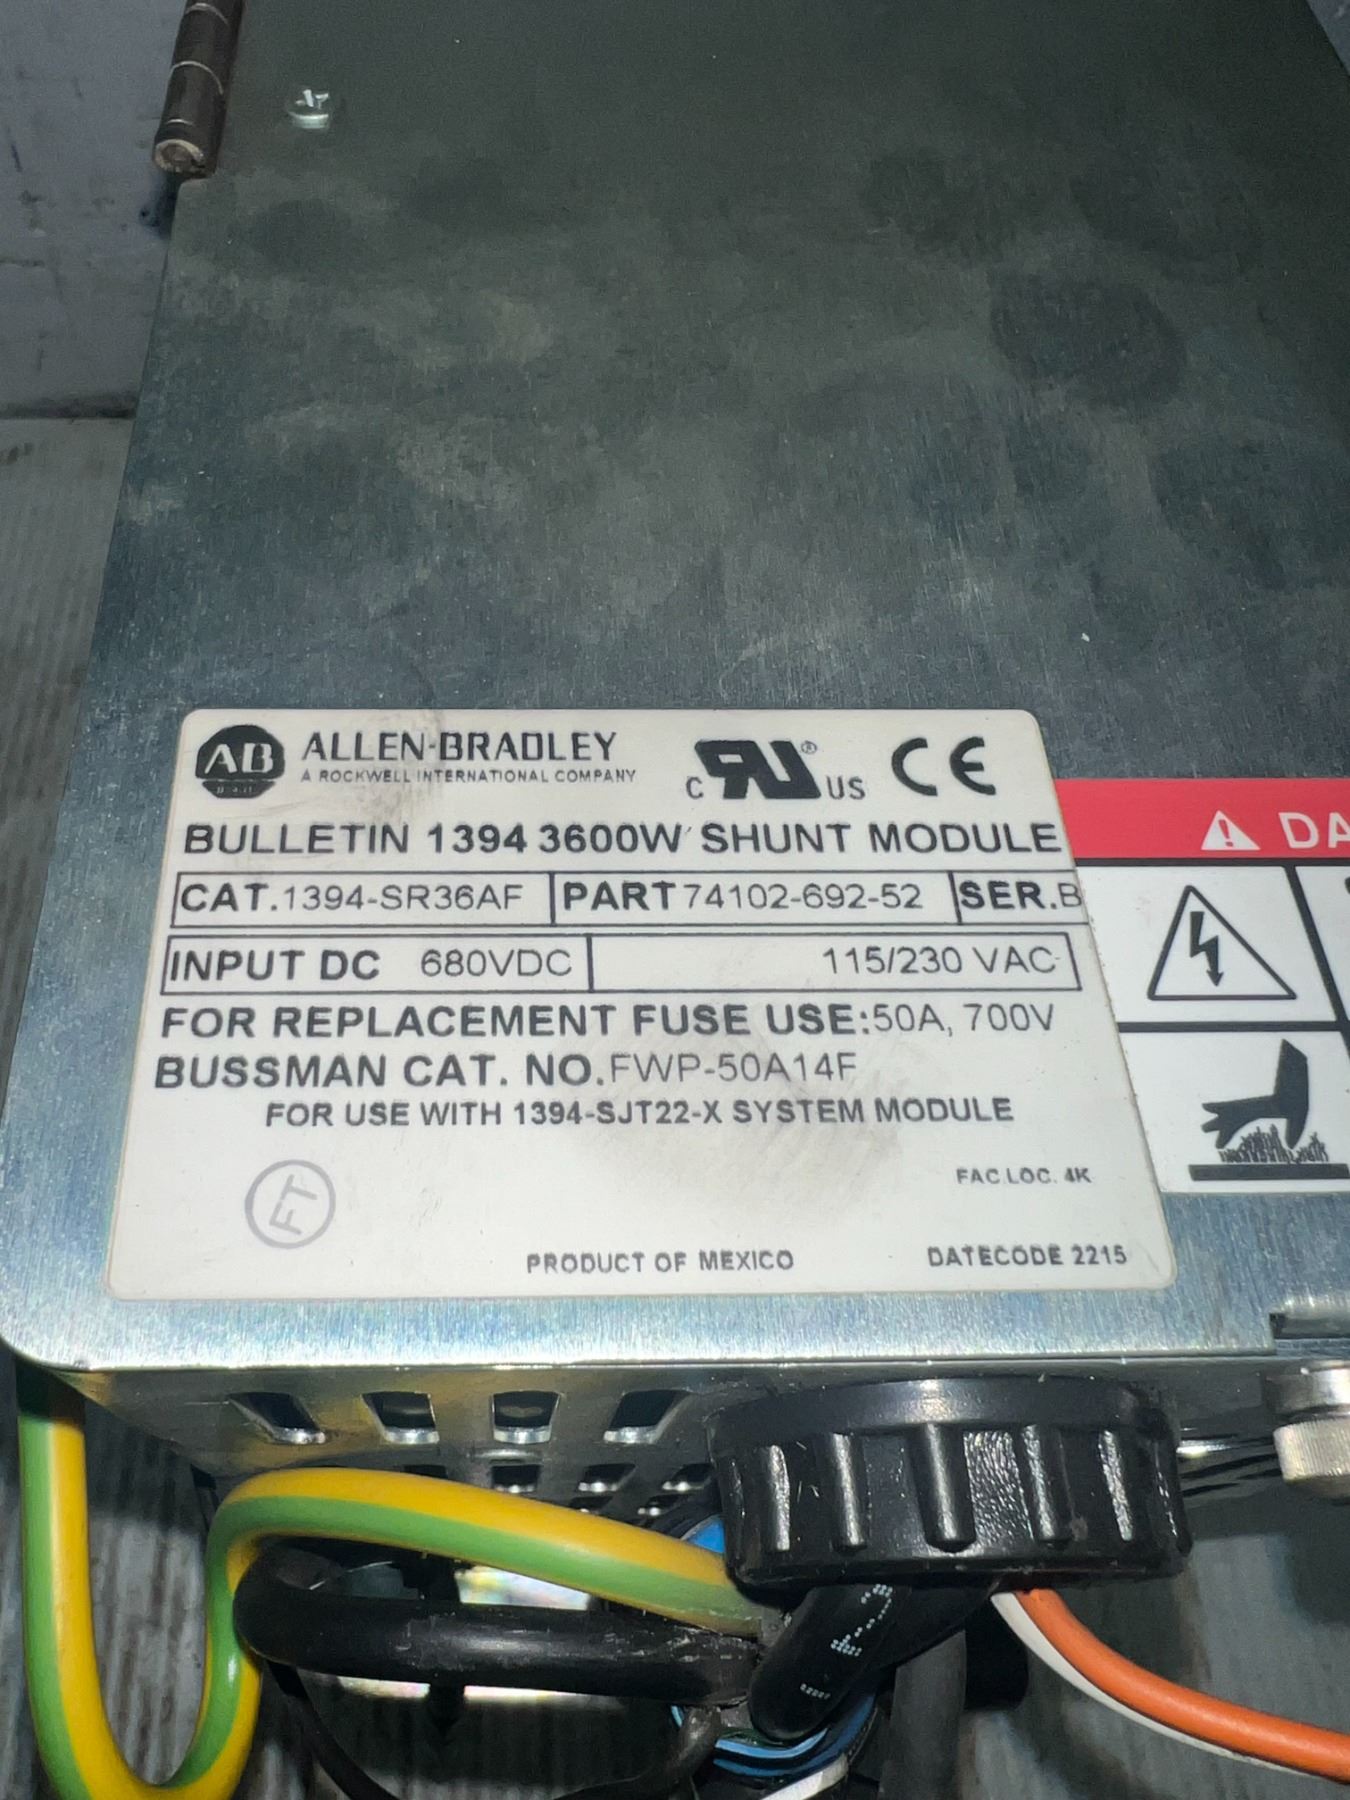 AB
ALLEN-BRADLEY
A ROCKWELL INTERNATIONAL COMPANY
C RU® US CE
BULLETIN 1394 3600W SHUNT MODULE
CAT.1394-SR36AF PART 74102-692-52 SER.B
INPUT DC 680VDC 115/230 VAC
FOR REPLACEMENT FUSE USE:50A, 700V
BUSSMAN CAT. NO.FWP-50A14F
FOR USE WITH 1394-SJT22-X SYSTEM MODULE
FAC.LOC. 4K
FT
PRODUCT OF MEXICO DATECODE 2215
DA